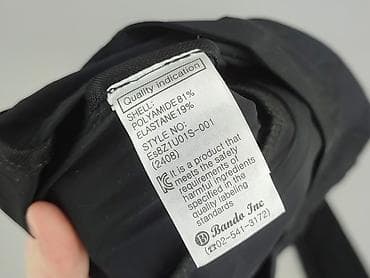 Quality indication
SHELL:
POLYAMIDE 81%
ELASTANE 19%
STYLE NO:
Es8Z1U01S-001
(2408)
It is a product that
meets the safety
requirements of
harmful ingredients
specified in the
quality labeling
standards
Bando Inc
(☎02-541-3172)